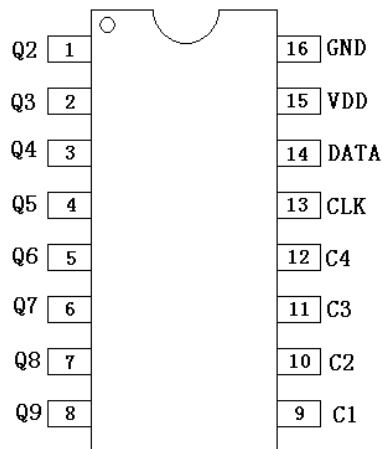 Q2 1 16 GND
Q3 2 15 VDD
Q4 3 14 DATA
Q5 4 13 CLK
Q6 5 12 C4
Q7 6 11 C3
Q8 7 10 C2
Q9 8 9 C1